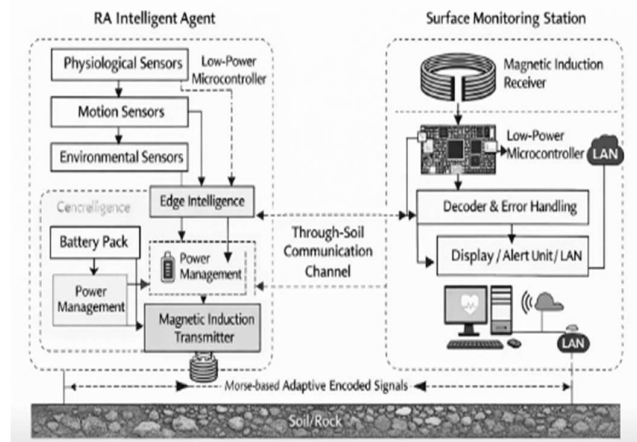 RA Intelligent Agent
Physiological Sensors
Low-Power
Microcontroller
Motion Sensors
Environmental Sensors
Edge Intelligence
Cencrelligence
Battery Pack
Power
Management
Power
Management
Magnetic Induction
Transmitter
Through-Soil
Communication
Channel
Surface Monitoring Station
Magnetic Induction
Receiver
Low-Power
Microcontroller
LAN
Decoder & Error Handling
Display / Alert Unit/ LAN
LAN
Morse-based Adaptive Encoded Signals
Soil/Rock